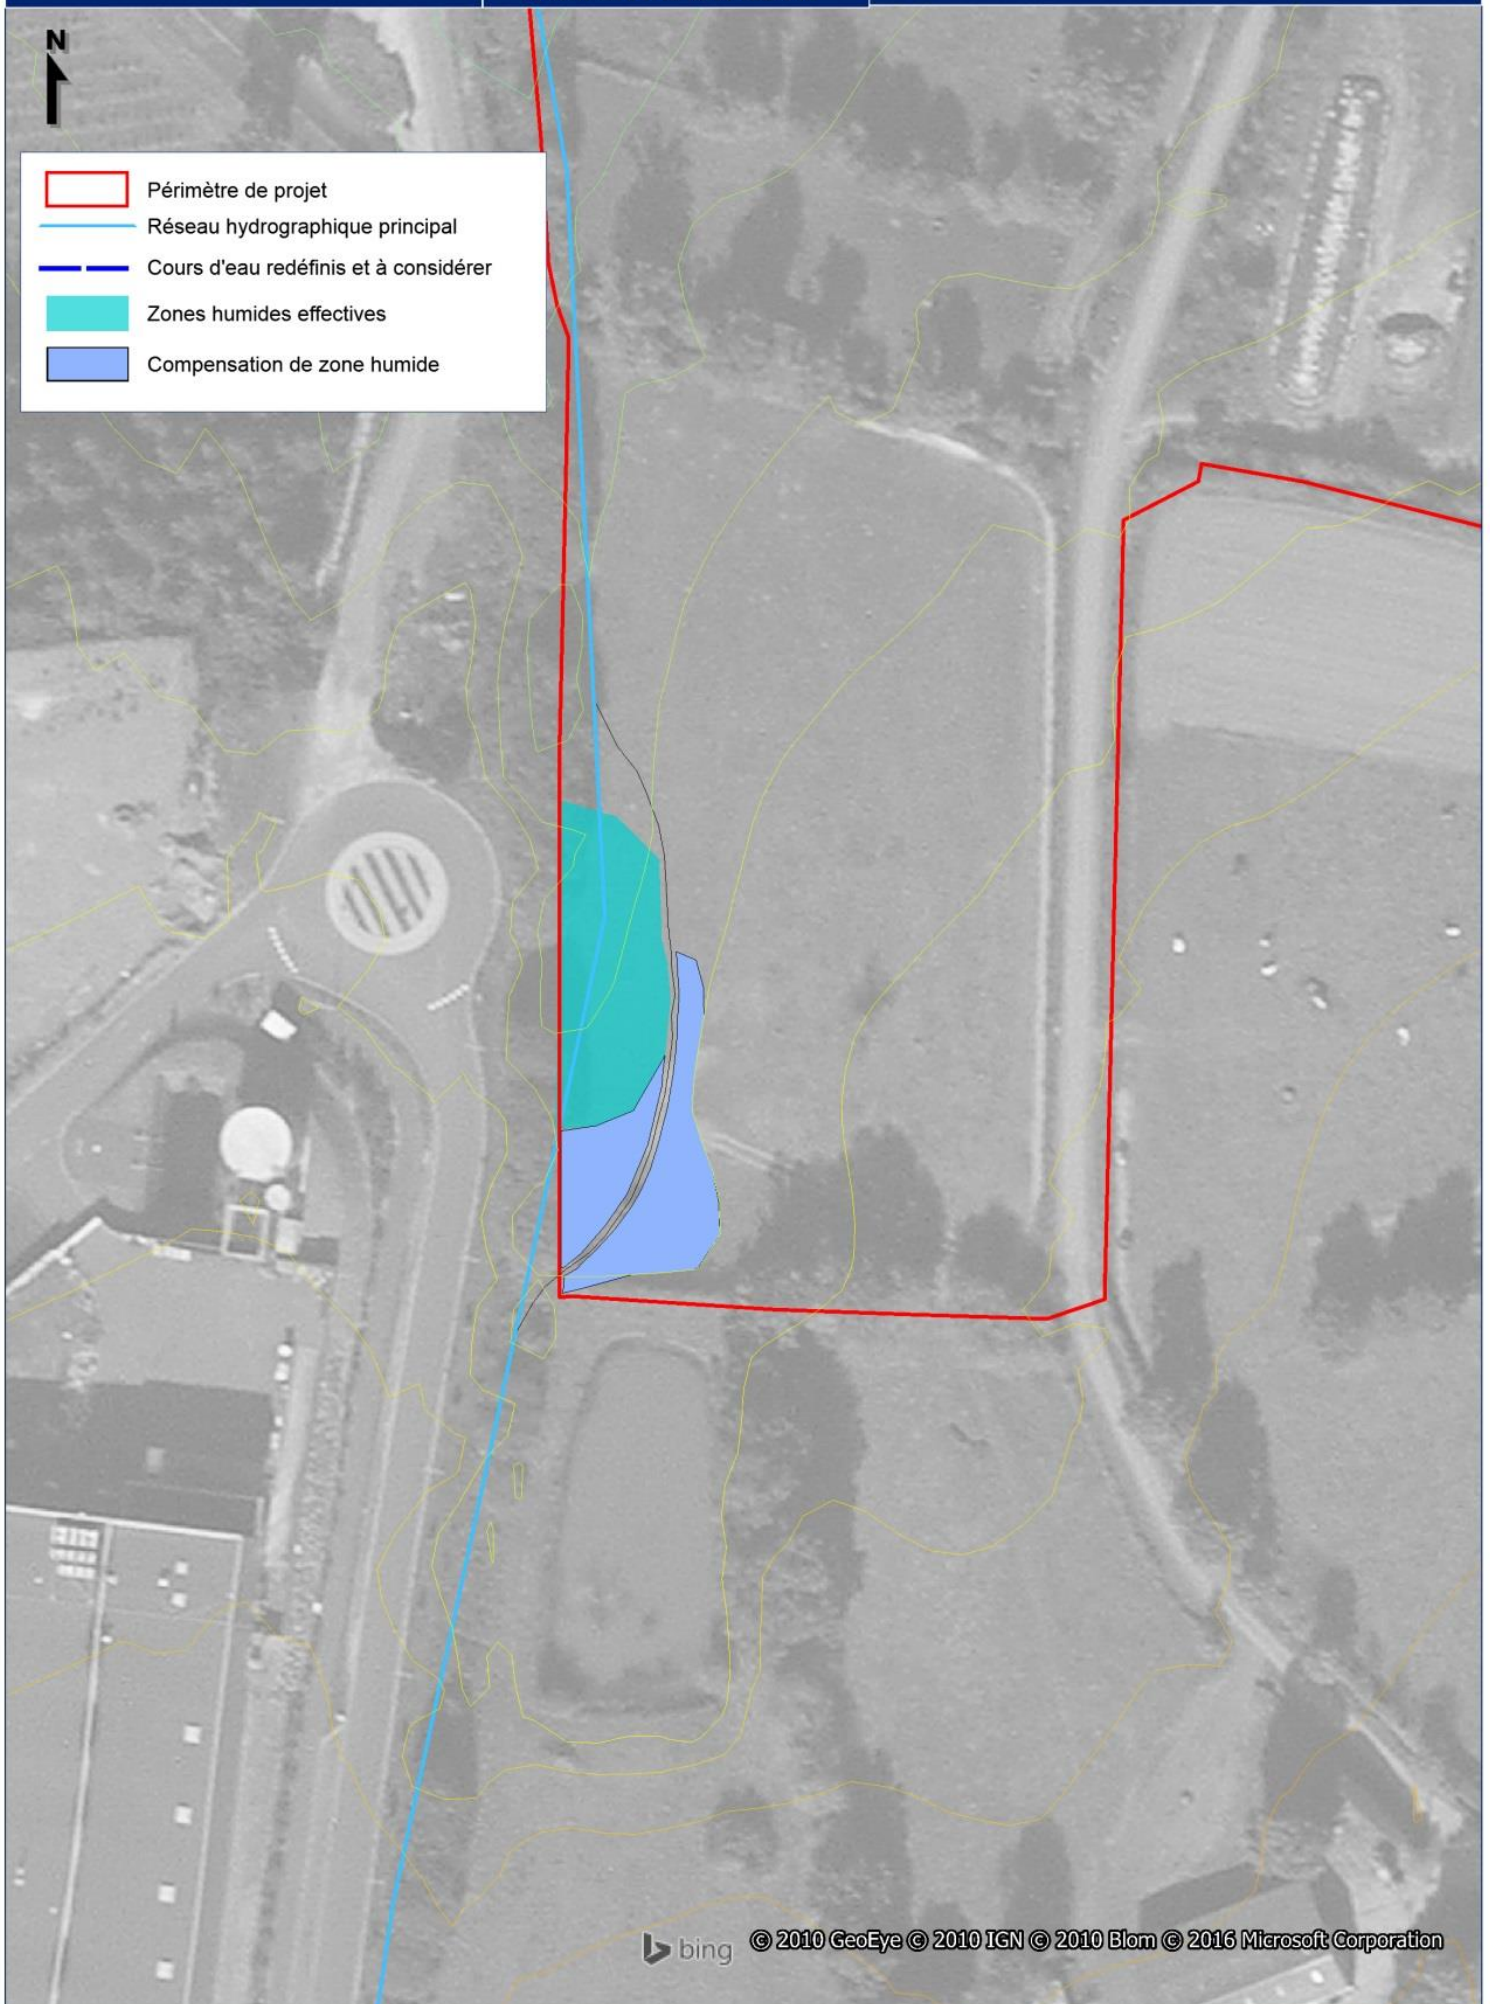 N
Périmètre de projet
Réseau hydrographique principal
Cours d'eau redéfinis et à considérer
Zones humides effectives
Compensation de zone humide
bing © 2010 GeoEye © 2010 IGN © 2010 Blom © 2016 Microsoft Corporation